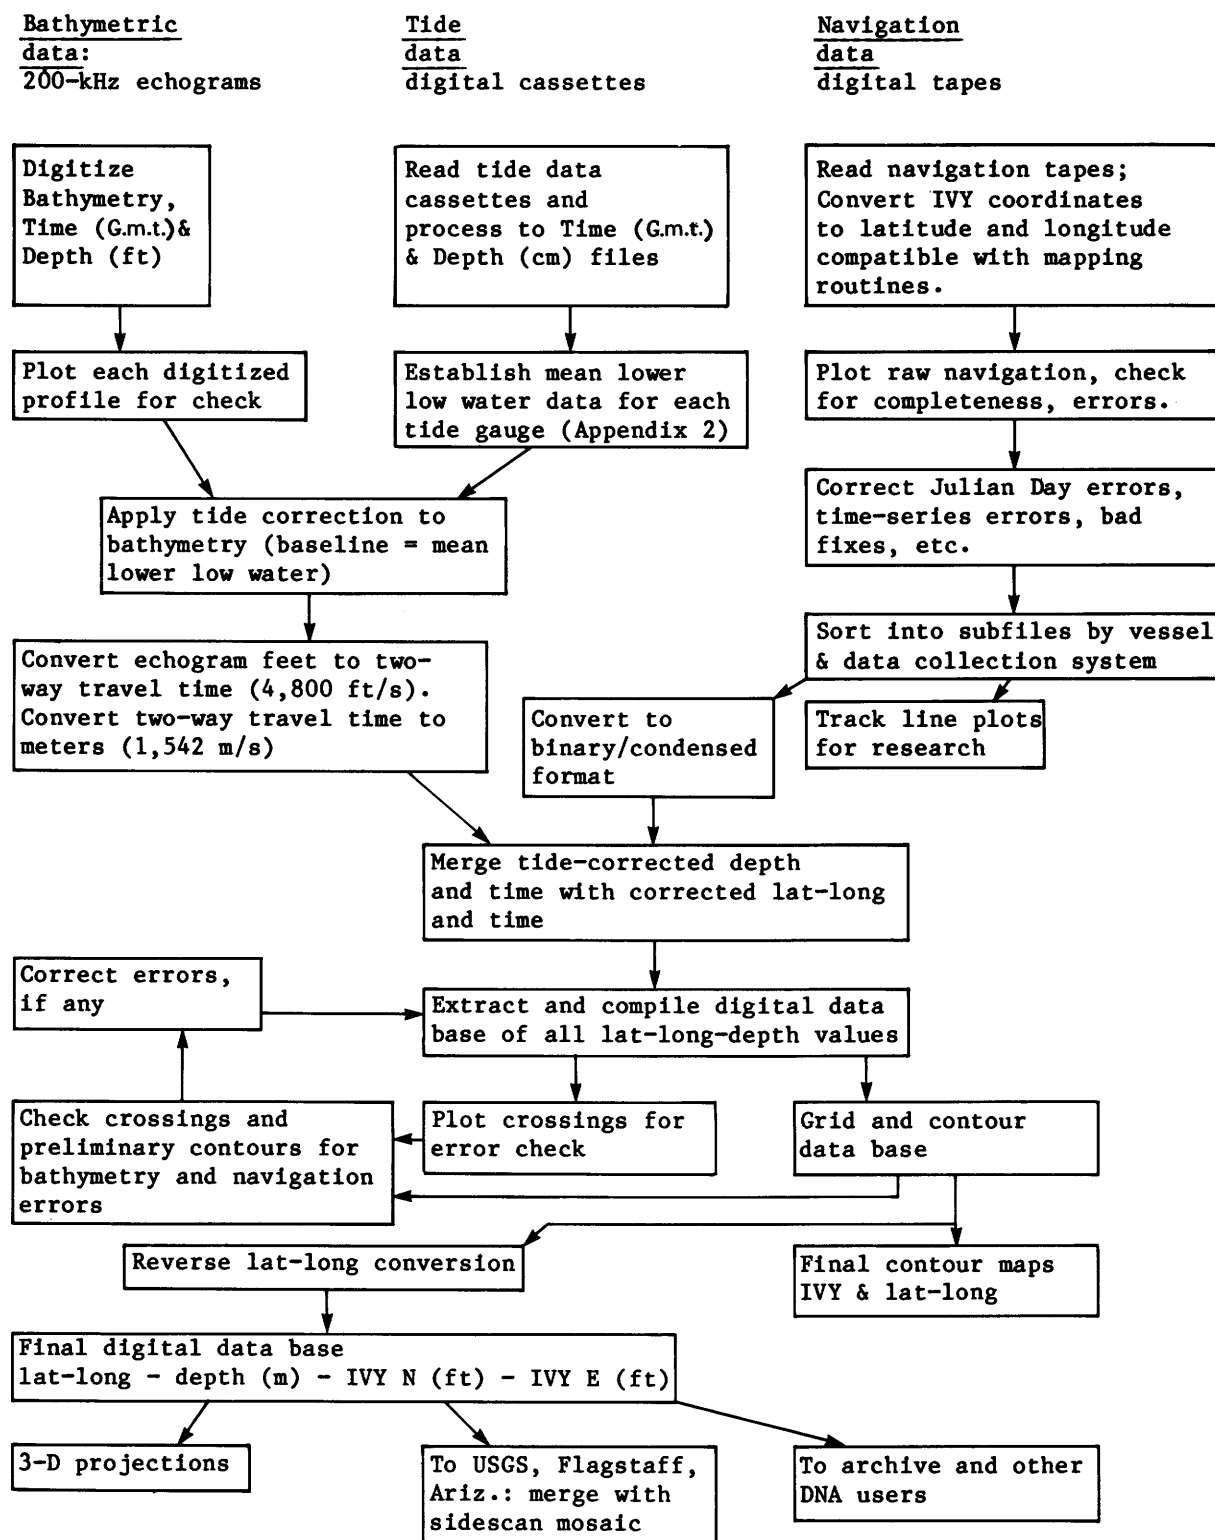 Bathymetric
data:
200-kHz echograms
Tide
data
digital cassettes
Navigation
data
digital tapes
Digitize
Bathymetry,
Time (G.m.t.)&
Depth (ft)
Read tide data
cassettes and
process to Time (G.m.t.)
& Depth (cm) files
Read navigation tapes;
Convert IVY coordinates
to latitude and longitude
compatible with mapping
routines.
Plot each digitized
profile for check
Establish mean lower
low water data for each
tide gauge (Appendix 2)
Plot raw navigation, check
for completeness, errors.
Apply tide correction to
bathymetry (baseline = mean
lower low water)
Correct Julian Day errors,
time-series errors, bad
fixes, etc.
Convert echogram feet to two-
way travel time (4,800 ft/s).
Convert two-way travel time to
meters (1,542 m/s)
Sort into subfiles by vessel
& data collection system
Convert to
binary/condensed
format
Track line plots
for research
Merge tide-corrected depth
and time with corrected lat-long
and time
Correct errors,
if any
Extract and compile digital data
base of all lat-long-depth values
Check crossings and
preliminary contours for
bathymetry and navigation
errors
Plot crossings for
error check
Grid and contour
data base
Reverse lat-long conversion
Final contour maps
IVY & lat-long
Final digital data base
lat-long - depth (m) - IVY N (ft) - IVY E (ft)
3-D projections
To USGS, Flagstaff,
Ariz.: merge with
sidescan mosaic
To archive and other
DNA users